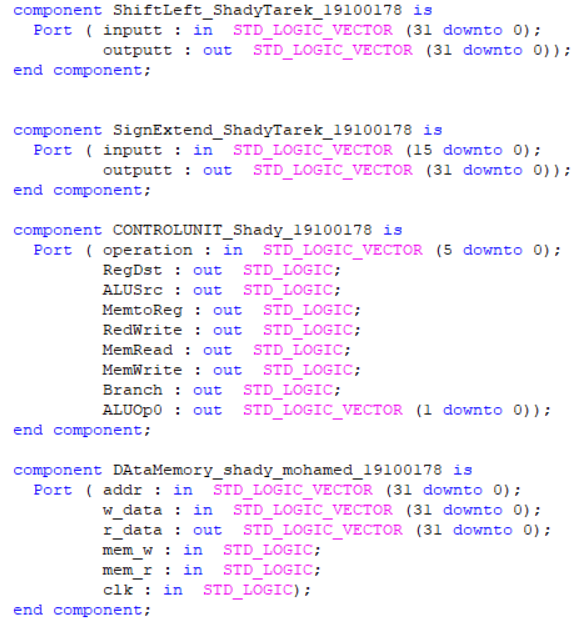 component ShiftLeft_ShadyTarek_19100178 is
Port ( inputt : in STD_LOGIC_VECTOR (31 downto 0);
outputt : out STD_LOGIC_VECTOR (31 downto 0));
end component;
component SignExtend_ShadyTarek_19100178 is
Port ( inputt : in STD_LOGIC_VECTOR (15 downto 0);
outputt : out STD_LOGIC_VECTOR (31 downto 0));
end component;
component CONTROLUNIT_Shady_19100178 is
Port ( operation : in STD_LOGIC_VECTOR (5 downto 0);
RegDst : out STD_LOGIC;
ALUSrc : out STD_LOGIC;
MemtoReg : out STD_LOGIC;
RedWrite : out STD_LOGIC;
MemRead : out STD_LOGIC;
MemWrite : out STD_LOGIC;
Branch : out STD_LOGIC;
ALUOp0 : out STD_LOGIC_VECTOR (1 downto 0));
end component;
component DAtaMemory_shady_mohamed_19100178 is
Port ( addr : in STD_LOGIC_VECTOR (31 downto 0);
w_data : in STD_LOGIC_VECTOR (31 downto 0);
r_data : out STD_LOGIC_VECTOR (31 downto 0);
mem_w : in STD_LOGIC;
mem_r : in STD_LOGIC;
clk : in STD_LOGIC);
end component;